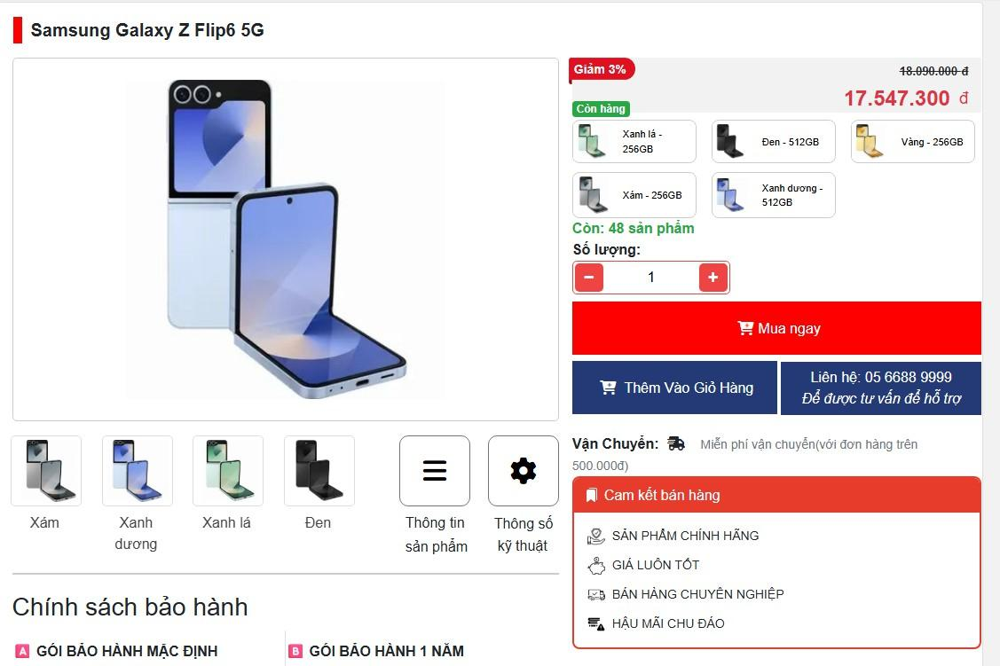 Samsung Galaxy Z Flip6 5G
Giảm 3%
18.090.000 đ
17.547.300 đ
Còn hàng
Xanh lá -
256GB
Đen - 512GB
Vàng - 256GB
Xám - 256GB
Xanh dương -
512GB
Còn: 48 sản phẩm
Số lượng:
1
Mua ngay
Thêm Vào Giỏ Hàng
Liên hệ: 05 6688 9999
Để được tư vấn để hỗ trợ
Vận Chuyển: Miễn phí vận chuyển(với đơn hàng trên
500.000đ)
Cam kết bán hàng
SẢN PHẨM CHÍNH HÃNG
GIÁ LUÔN TỐT
BÁN HÀNG CHUYÊN NGHIỆP
HẬU MÃI CHU ĐÁO
Xám
Xanh
dương
Xanh lá
Đen
Thông tin
sản phẩm
Thông số
kỹ thuật
Chính sách bảo hành
A GÓI BẢO HÀNH MẶC ĐỊNH
B GÓI BẢO HÀNH 1 NĂM